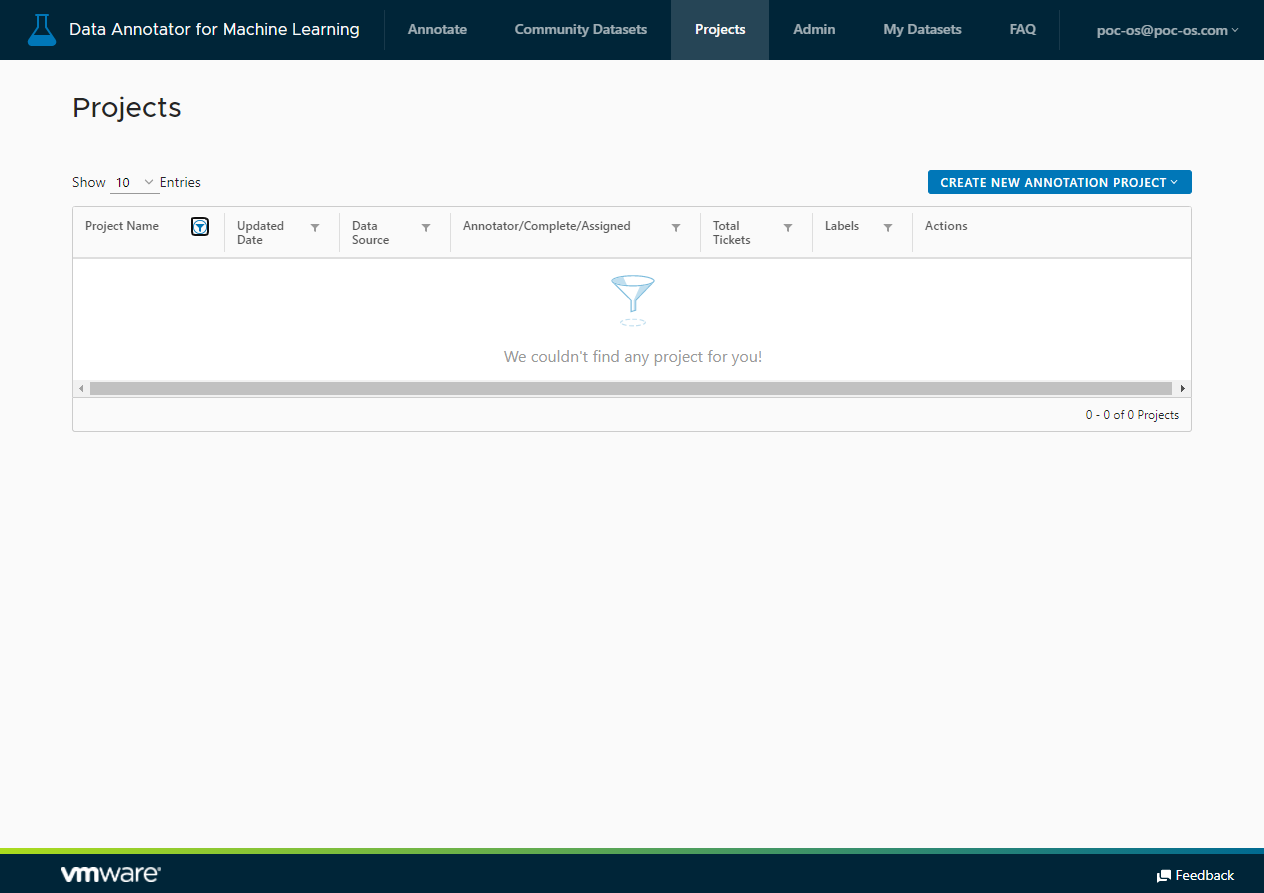 Data Annotator for Machine Learning Annotate Community Datasets Projects Admin My Datasets FAQ poc-os@poc-os.com
Projects
Show 10 Entries
CREATE NEW ANNOTATION PROJECT
Project Name Updated Data Annotator/Complete/Assigned Total Labels Actions
Date Source Tickets
We couldn't find any project for you!
0 - 0 of 0 Projects
vmware® Feedback